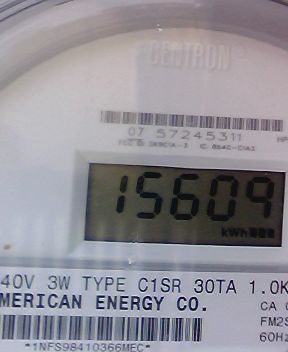 CENTRON®
07 57245311
15609
kWh
40V 3W TYPE C1SR 30TA 1.0K
MERICAN ENERGY CO.
CA
FM2S
60Hz
*1NFS98410366MEC*